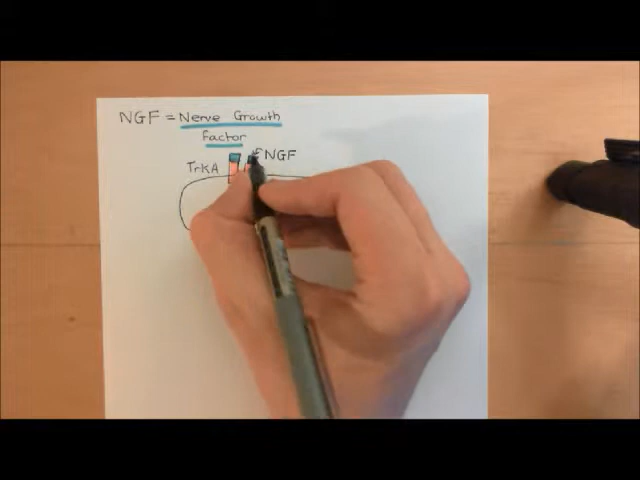 NGF = Nerve Growth
factor
TrkA NGF